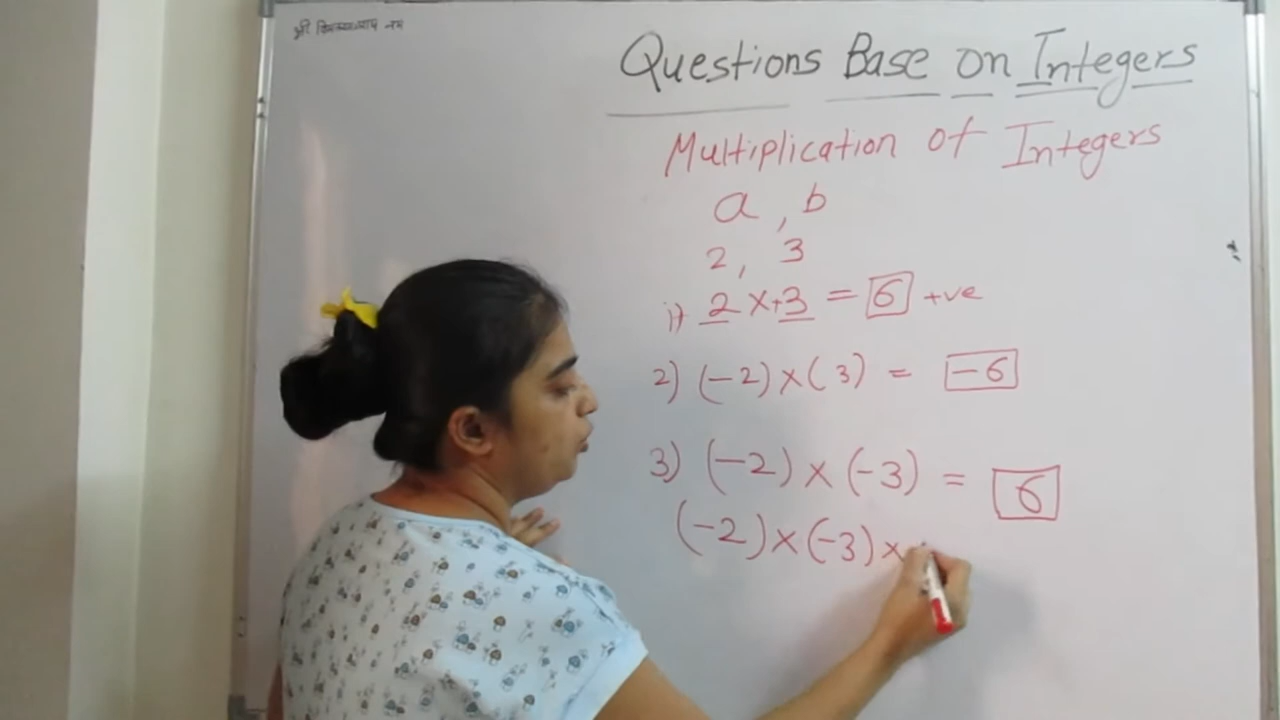 Questions Base on Integers
Multiplication of Integers
a, b
2, 3
1) 2 x+3 = 6 +ve
2) (-2)×(3) = -6
3) (-2) × (-3) = 6
(-2)×(-3)×